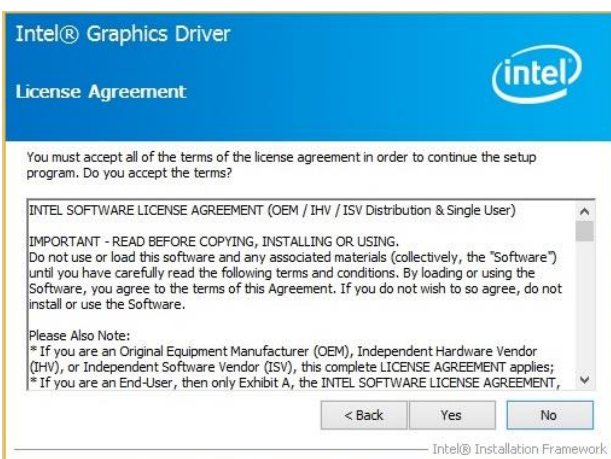 Intel® Graphics Driver
License Agreement
intel
You must accept all of the terms of the license agreement in order to continue the setup
program. Do you accept the terms?
INTEL SOFTWARE LICENSE AGREEMENT (OEM / IHV / ISV Distribution & Single User)
IMPORTANT - READ BEFORE COPYING, INSTALLING OR USING.
Do not use or load this software and any associated materials (collectively, the "Software")
until you have carefully read the following terms and conditions. By loading or using the
Software, you agree to the terms of this Agreement. If you do not wish to so agree, do not
install or use the Software.
Please Also Note:
* If you are an Original Equipment Manufacturer (OEM), Independent Hardware Vendor
(IHV), or Independent Software Vendor (ISV), this complete LICENSE AGREEMENT applies;
* If you are an End-User, then only Exhibit A, the INTEL SOFTWARE LICENSE AGREEMENT,
< Back Yes No
Intel® Installation Framework